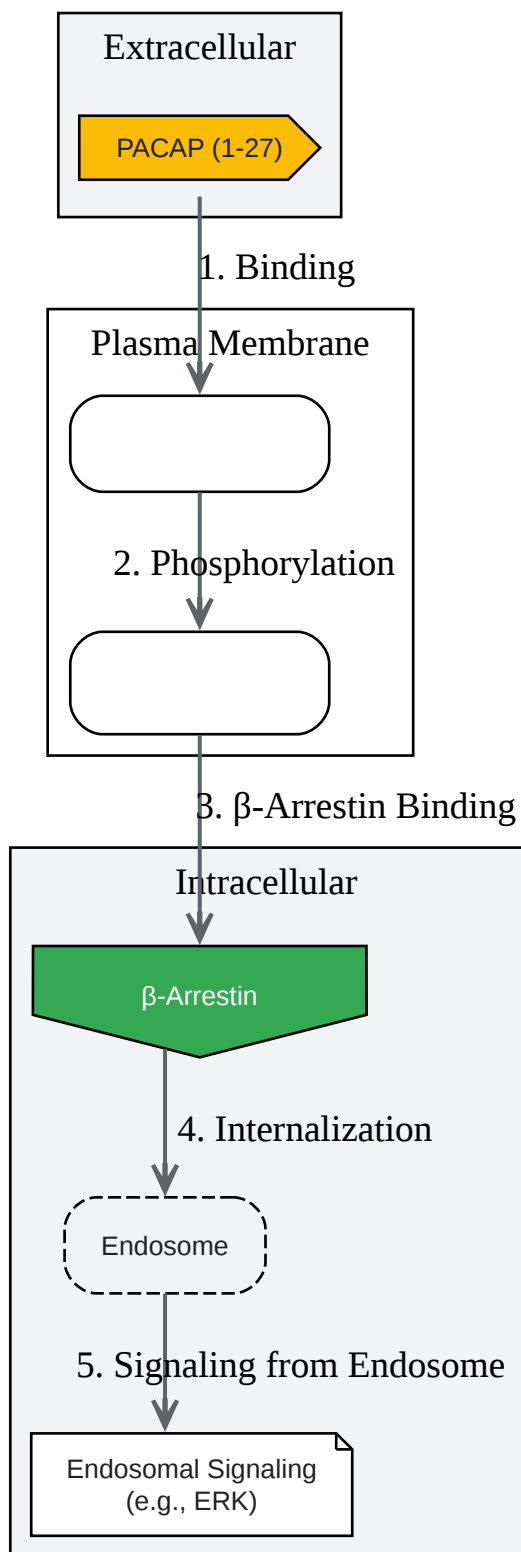 Extracellular
PACAP (1-27)
1. Binding
Plasma Membrane
2. Phosphorylation
3. β-Arrestin Binding
Intracellular
β-Arrestin
4. Internalization
Endosome
5. Signaling from Endosome
Endosomal Signaling
(e.g., ERK)